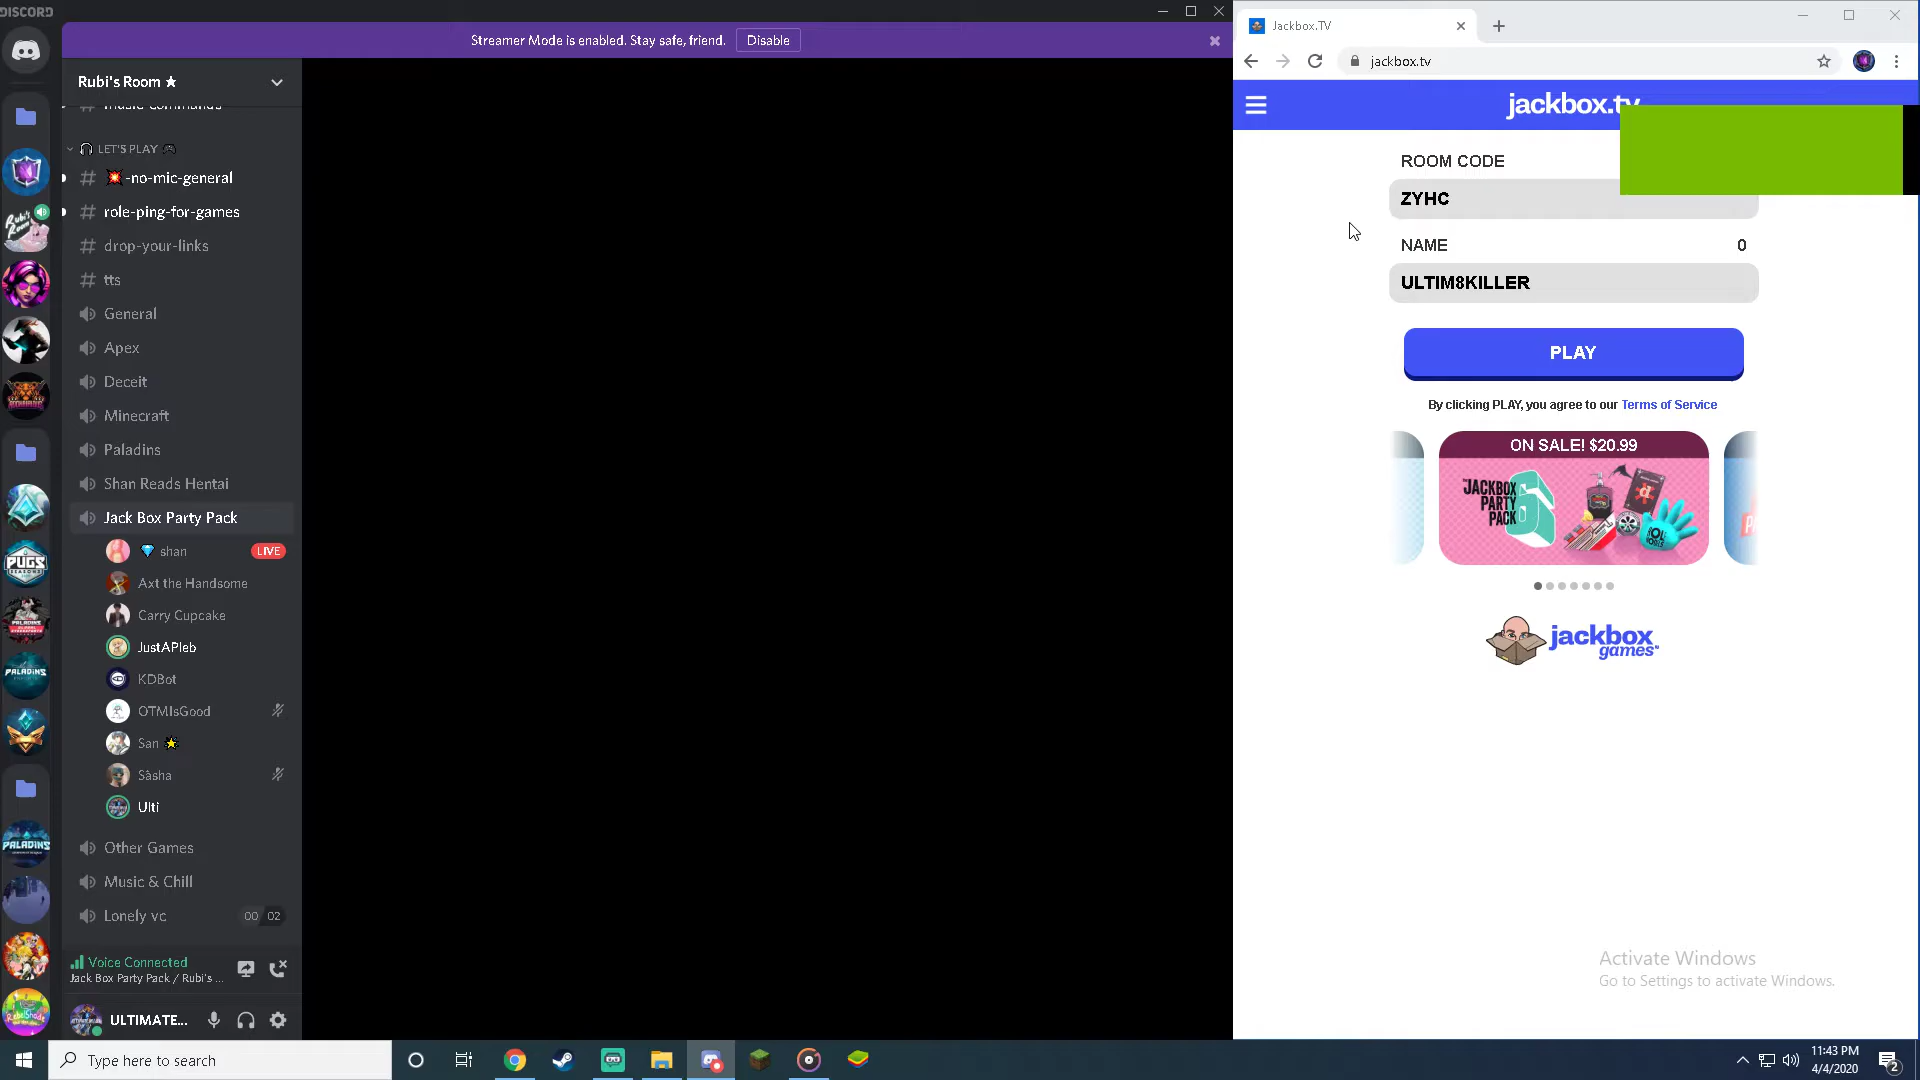 DISCORD
Streamer Mode is enabled. Stay safe, friend.
Disable
Rubi's Room ★
music-commands
LET'S PLAY
-no-mic-general
role-ping-for-games
drop-your-links
tts
General
Apex
Deceit
Minecraft
Paladins
Shan Reads Hentai
Jack Box Party Pack
shan
LIVE
Axt the Handsome
Carry Cupcake
JustAPleb
KDBot
OTMIsGood
San
Sasha
Ulti
Other Games
Music & Chill
Lonely vc
00 02
Voice Connected
Jack Box Party Pack / Rubi's ...
ULTIMATE...
Type here to search
Jackbox.TV
jackbox.tv
jackbox.tv
ROOM CODE
ZYHC
NAME
0
ULTIM8KILLER
PLAY
By clicking PLAY, you agree to our Terms of Service
ON SALE! $20.99
THE JACKBOX PARTY PACK 6
jackbox games
Activate Windows
Go to Settings to activate Windows.
11:43 PM
4/4/2020
2